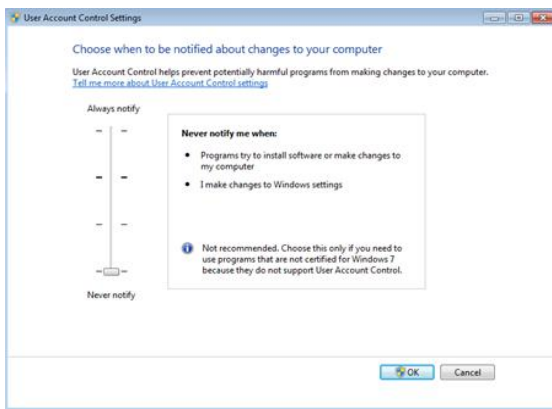 User Account Control Settings
Choose when to be notified about changes to your computer
User Account Control helps prevent potentially harmful programs from making changes to your computer.
Tell me more about User Account Control settings
Always notify
Never notify me when:
• Programs try to install software or make changes to
my computer
• I make changes to Windows settings
Not recommended. Choose this only if you need to
use programs that are not certified for Windows 7
because they do not support User Account Control.
Never notify
OK
Cancel